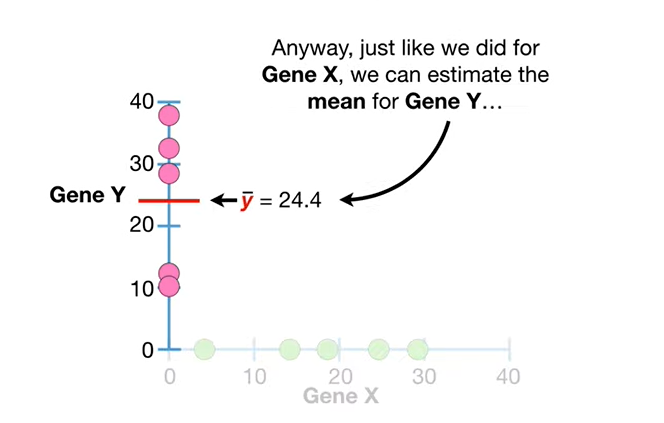 Anyway, just like we did for
Gene X, we can estimate the
mean for Gene Y...
40
30
Gene Y
ȳ = 24.4
20
10
0
0 10 20 30 40
Gene X